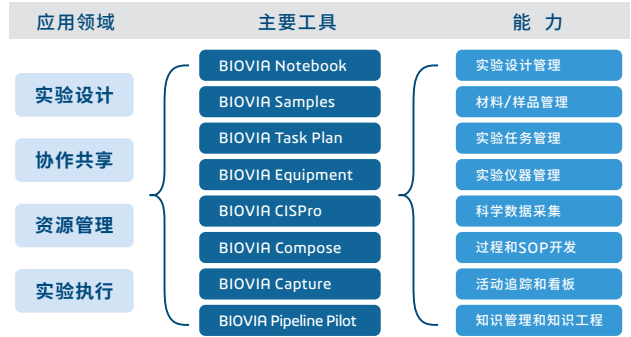 应用领域
主要工具
能 力
实验设计
协作共享
资源管理
实验执行
BIOVIA Notebook
BIOVIA Samples
BIOVIA Task Plan
BIOVIA Equipment
BIOVIA CISPro
BIOVIA Compose
BIOVIA Capture
BIOVIA Pipeline Pilot
实验设计管理
材料/样品管理
实验任务管理
实验仪器管理
科学数据采集
过程和SOP开发
活动追踪和看板
知识管理和知识工程